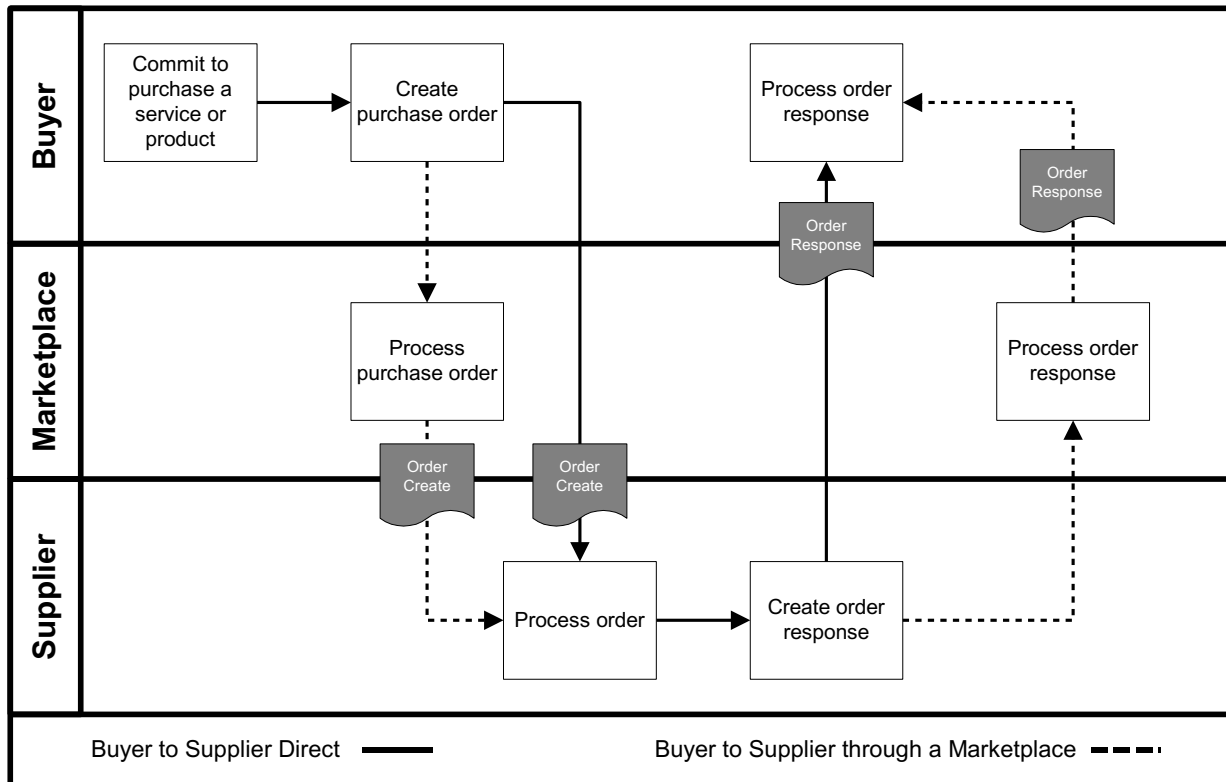 Buyer
Commit to
purchase a
service or
product
Create
purchase order
Process order
response
Order
Response
Order
Response
Marketplace
Process
purchase order
Process order
response
Order
Create
Order
Create
Supplier
Process order
Create order
response
Buyer to Supplier Direct
Buyer to Supplier through a Marketplace